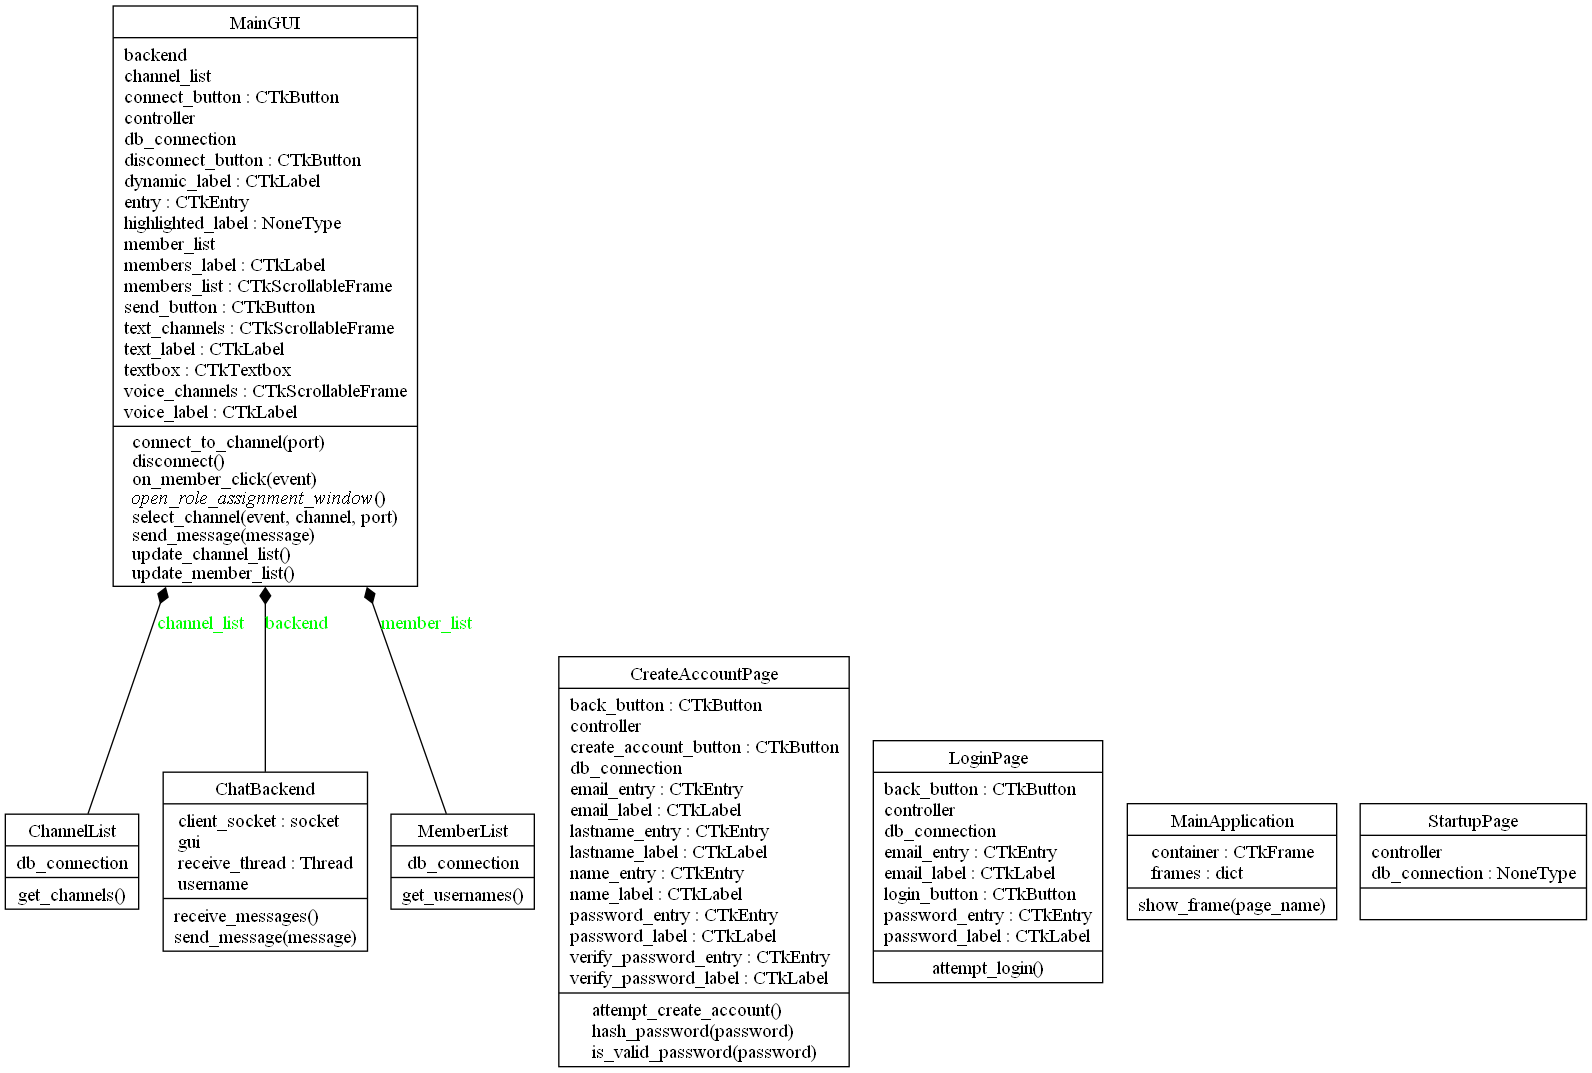 MainGUI
backend
channel_list
connect_button : CTkButton
controller
db_connection
disconnect_button : CTkButton
dynamic_label : CTkLabel
entry : CTkEntry
highlighted_label : NoneType
member_list
members_label : CTkLabel
members_list : CTkScrollableFrame
send_button : CTkButton
text_channels : CTkScrollableFrame
text_label : CTkLabel
textbox : CTkTextbox
voice_channels : CTkScrollableFrame
voice_label : CTkLabel
connect_to_channel(port)
disconnect()
on_member_click(event)
open_role_assignment_window()
select_channel(event, channel, port)
send_message(message)
update_channel_list()
update_member_list()
channel_list
backend
member_list
ChannelList
db_connection
get_channels()
ChatBackend
client_socket : socket
gui
receive_thread : Thread
username
receive_messages()
send_message(message)
MemberList
db_connection
get_usernames()
CreateAccountPage
back_button : CTkButton
controller
create_account_button : CTkButton
db_connection
email_entry : CTkEntry
email_label : CTkLabel
lastname_entry : CTkEntry
lastname_label : CTkLabel
name_entry : CTkEntry
name_label : CTkLabel
password_entry : CTkEntry
password_label : CTkLabel
verify_password_entry : CTkEntry
verify_password_label : CTkLabel
attempt_create_account()
hash_password(password)
is_valid_password(password)
LoginPage
back_button : CTkButton
controller
db_connection
email_entry : CTkEntry
email_label : CTkLabel
login_button : CTkButton
password_entry : CTkEntry
password_label : CTkLabel
attempt_login()
MainApplication
container : CTkFrame
frames : dict
show_frame(page_name)
StartupPage
controller
db_connection : NoneType